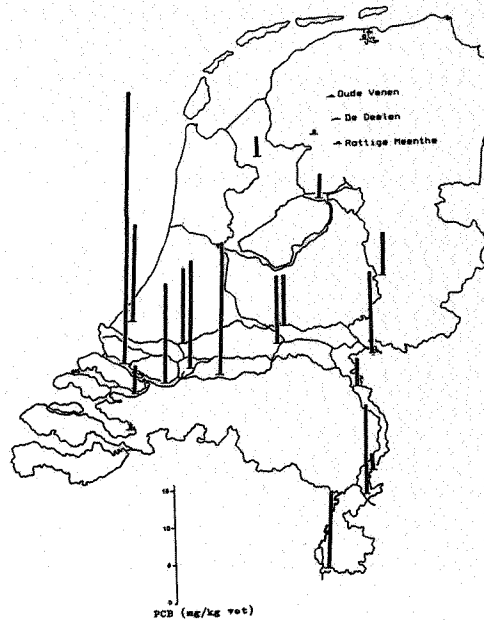 Oude Venen
De Deelen
Rottige Meenthe
15
10
5
0
PCB (mg/kg vet)